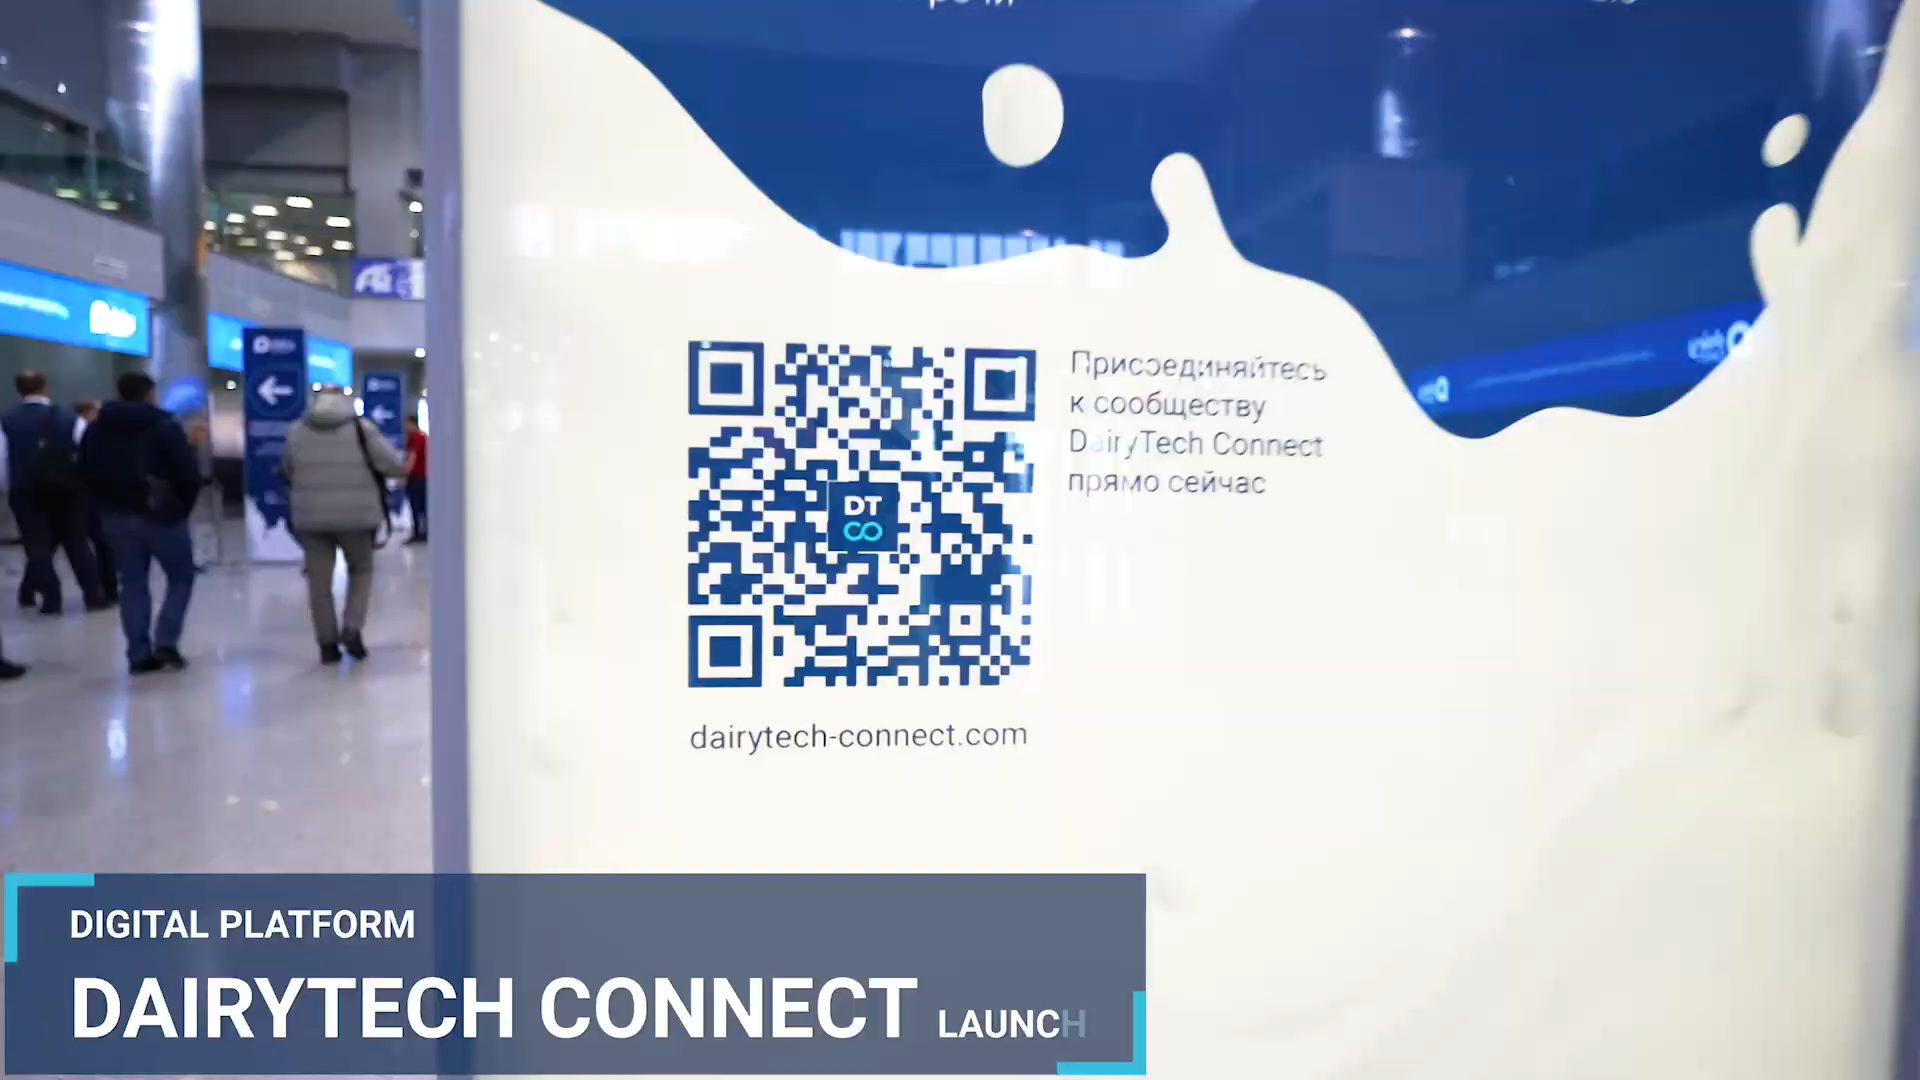 Присоединяйтесь
к сообществу
DairyTech Connect
прямо сейчас
DT
dairytech-connect.com
DIGITAL PLATFORM
DAIRYTECH CONNECT LAUNCH